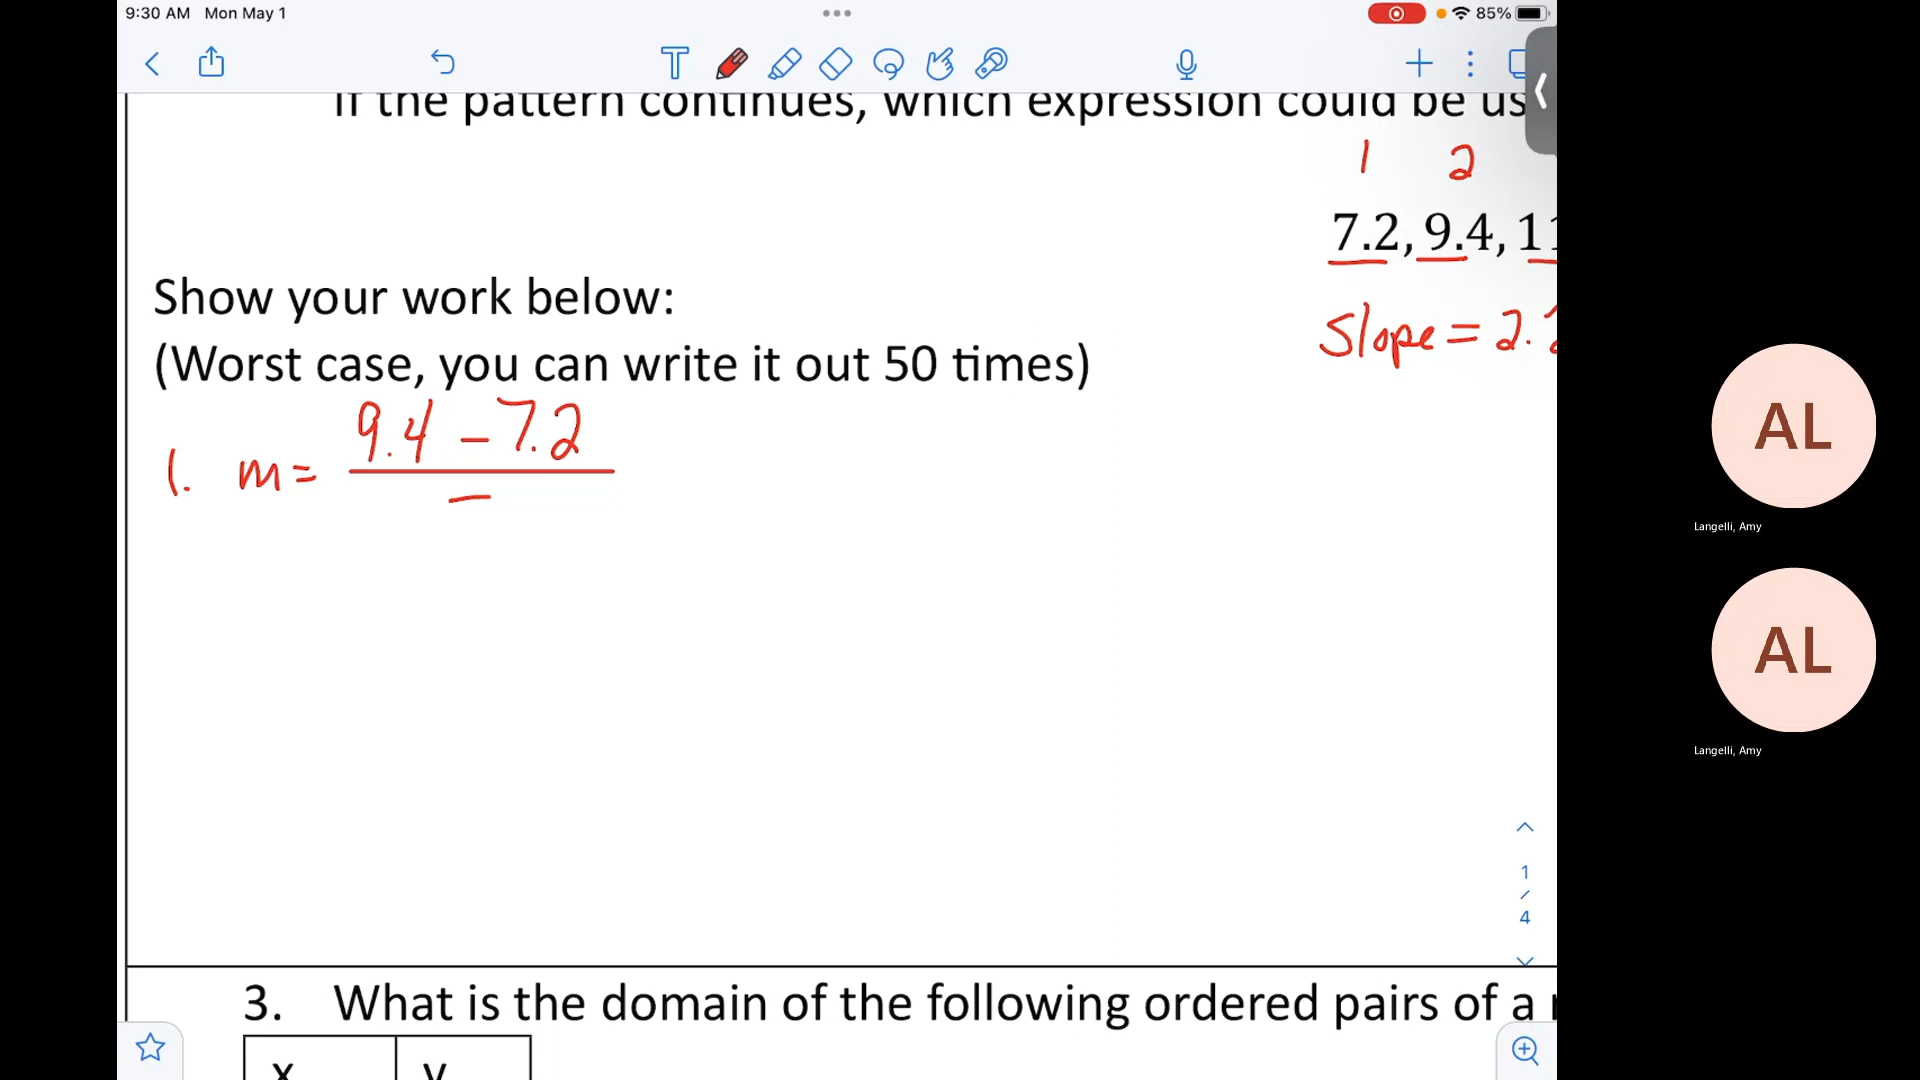 9:30 AM Mon May 1
85%
If the pattern continues, which expression could be us
1 2
7.2, 9.4, 11
Slope = 2.2
Show your work below:
(Worst case, you can write it out 50 times)
1. m = 9.4 – 7.2
–
1
/
4
3. What is the domain of the following ordered pairs of a
x y
AL
Langelli, Amy
AL
Langelli, Amy